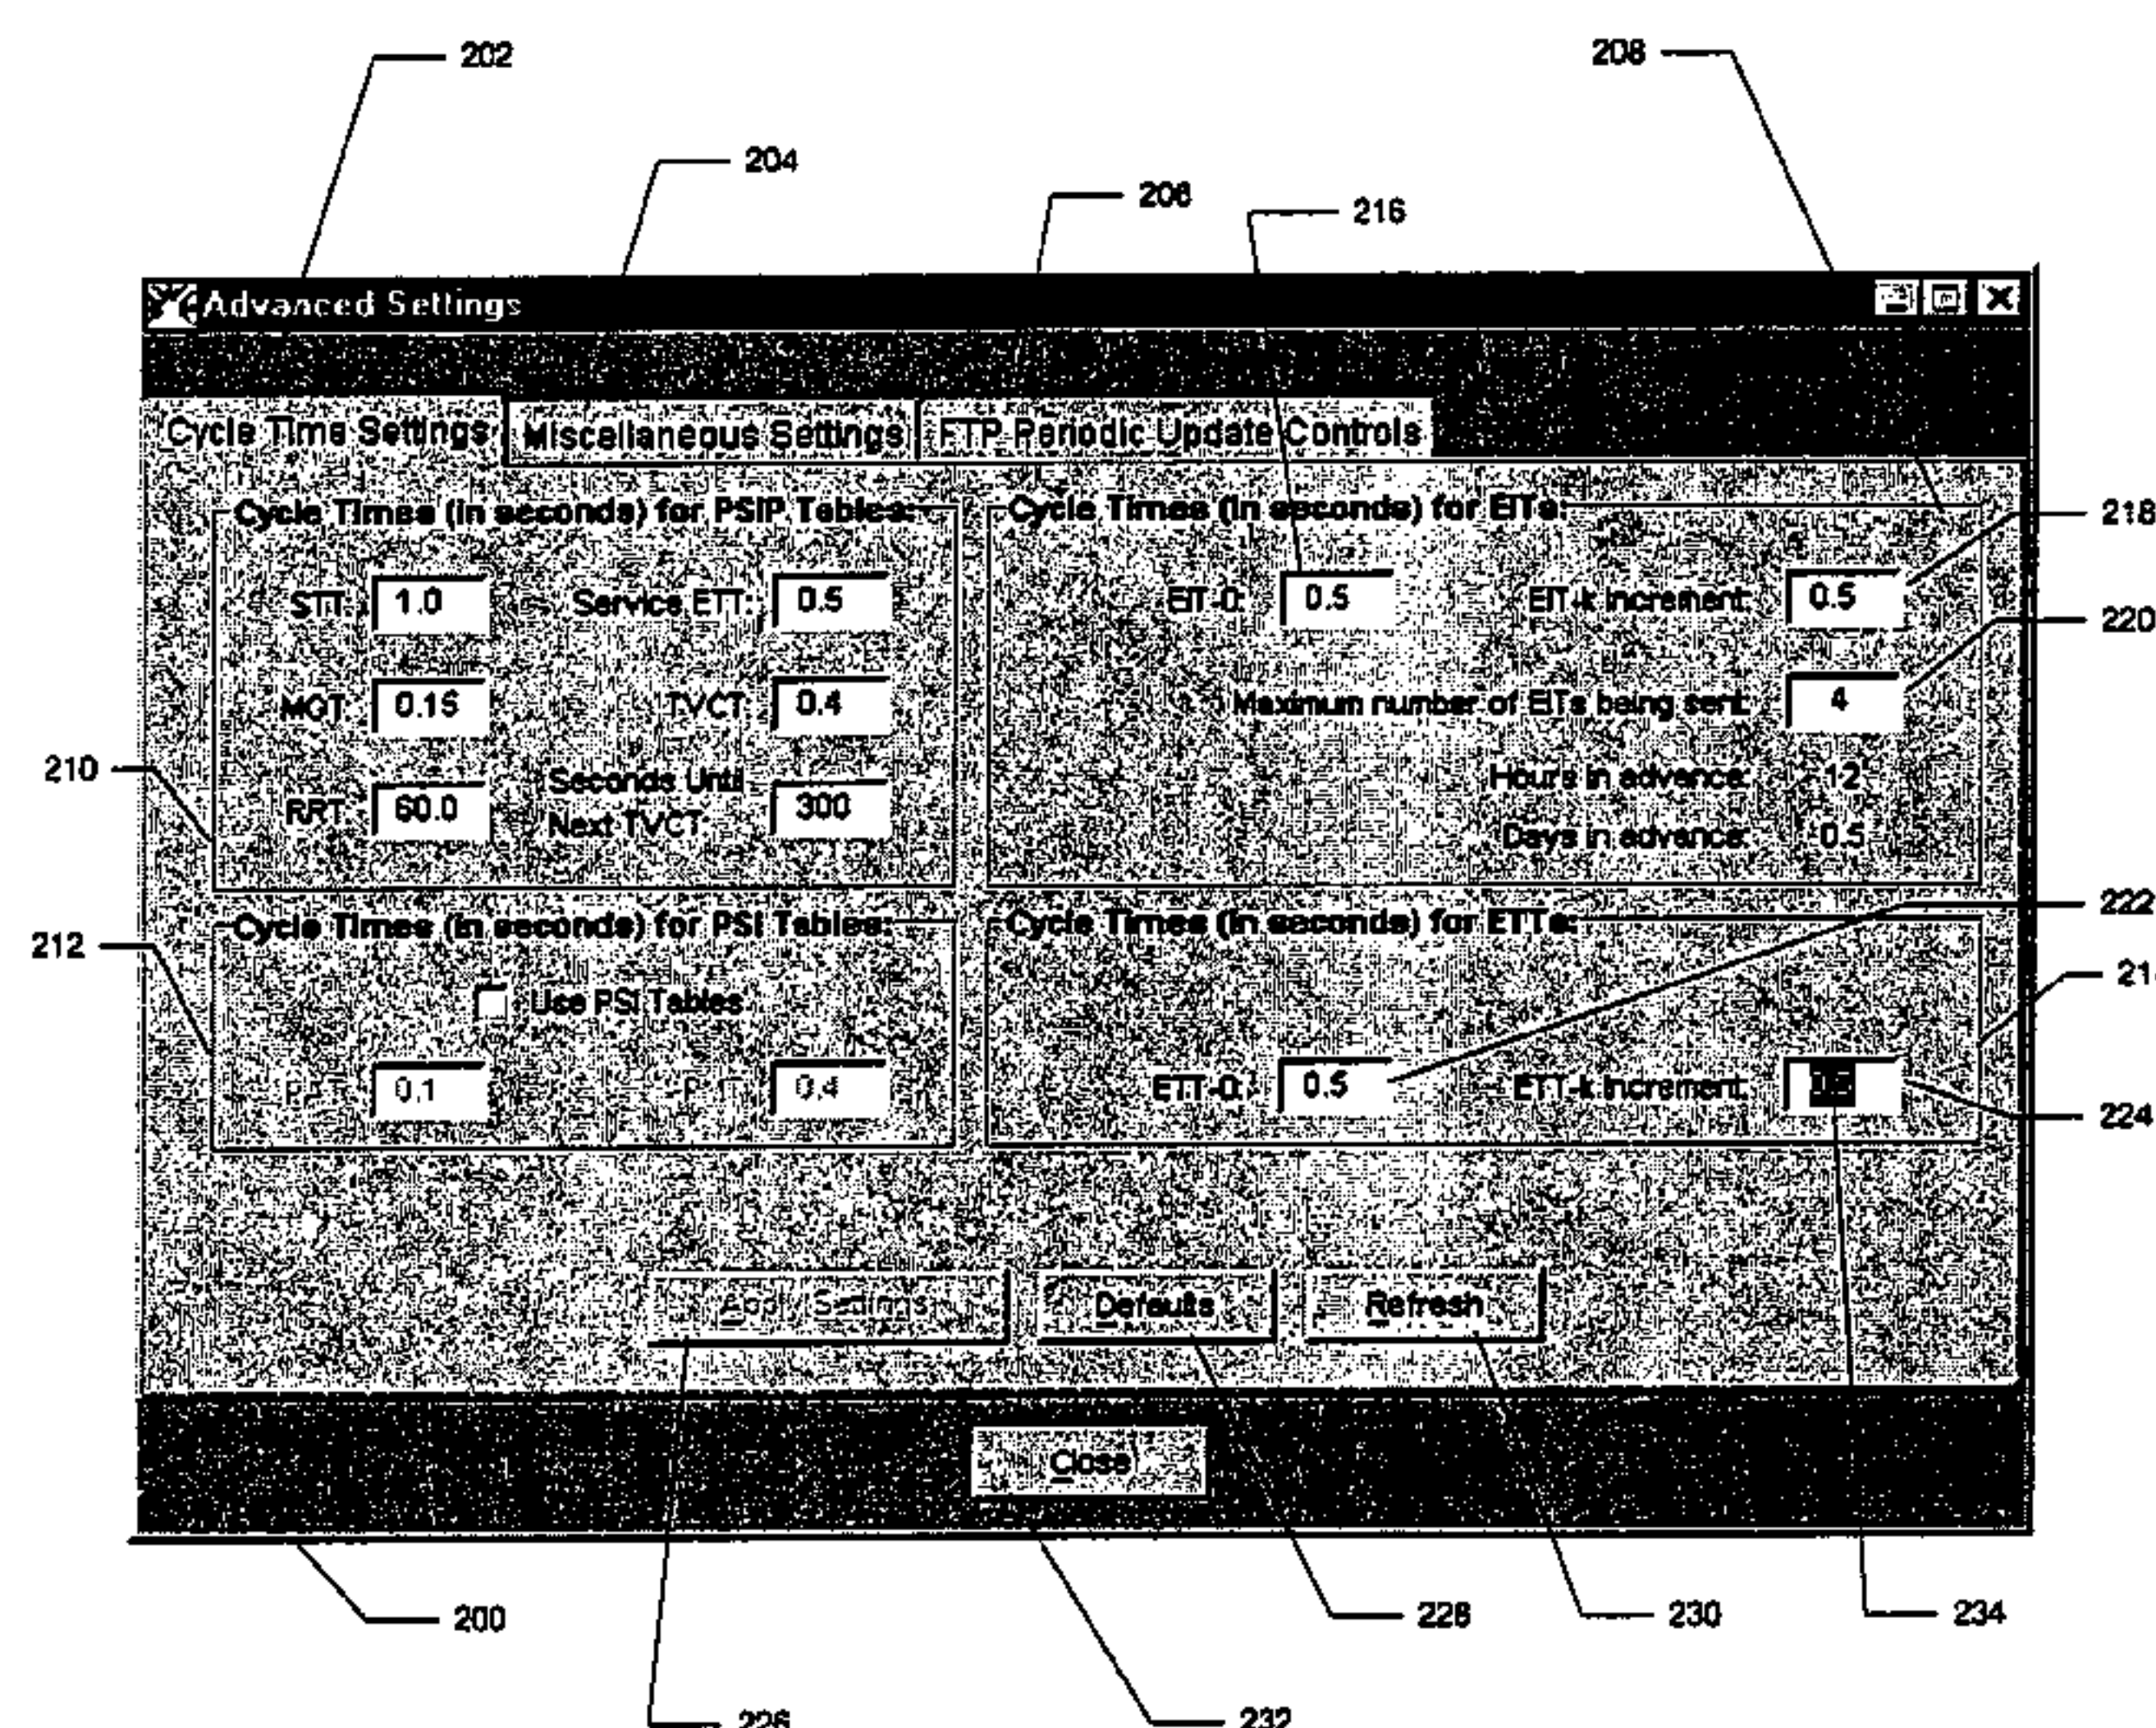 202
208
204
206
216
Advanced Settings
Cycle Time Settings Miscellaneous Settings FTP Periodic Update Controls
Cycle Times (in seconds) for PSIP Tables: Cycle Times (in seconds) for EITs:
218
STT: 1.0 Service ETT: 0.5 EIT-0: 0.5 EIT-k Increment: 0.5
220
MGT: 0.15 TVCT: 0.4 Maximum number of EITs being sent: 4
210
RRT: 60.0 Seconds Until Next TVCT: 300 Hours in advance: 12
Days in advance: 0.5
222
Cycle Times (in seconds) for PSI Tables: Cycle Times (in seconds) for ETTs:
212
Use PSI Tables
0.1 0.4 ETT-0: 0.5 ETT-k Increment:
224
Apply Settings Defaults Refresh
Close
200 228 230 234
226 232